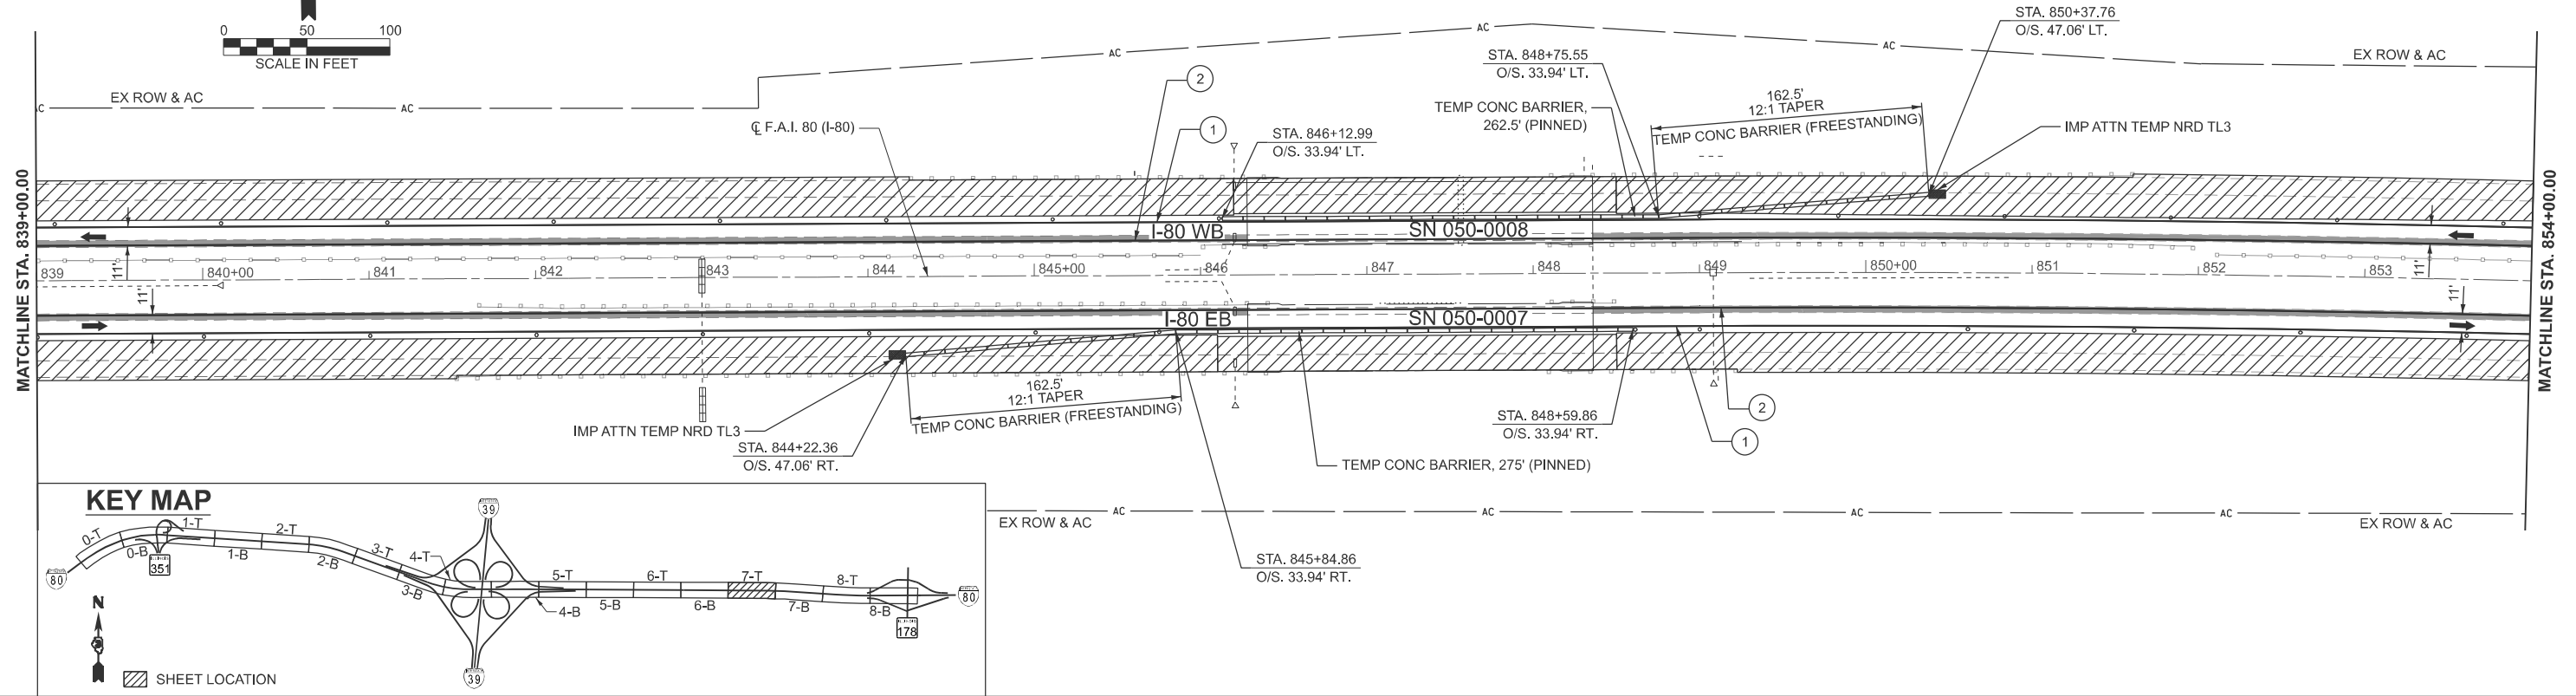 0 50 100
SCALE IN FEET
STA. 850+37.76
O/S. 47.06' LT.
AC
AC
AC
STA. 848+75.55
O/S. 33.94' LT.
EX ROW & AC
EX ROW & AC
AC
AC
2
162.5'
12:1 TAPER
TEMP CONC BARRIER (FREESTANDING)
TEMP CONC BARRIER,
262.5' (PINNED)
℄ F.A.I. 80 (I-80)
1
STA. 846+12.99
O/S. 33.94' LT.
IMP ATTN TEMP NRD TL3
MATCHLINE STA. 839+00.00
MATCHLINE STA. 854+00.00
I-80 WB
SN 050-0008
11'
11'
839 840+00 841 842 843 844 845+00 846 847 848 849 850+00 851 852 853
11'
11'
I-80 EB
SN 050-0007
162.5'
12:1 TAPER
TEMP CONC BARRIER (FREESTANDING)
IMP ATTN TEMP NRD TL3
STA. 844+22.36
O/S. 47.06' RT.
STA. 848+59.86
O/S. 33.94' RT.
2
1
TEMP CONC BARRIER, 275' (PINNED)
EX ROW & AC
AC
AC
AC
AC
EX ROW & AC
STA. 845+84.86
O/S. 33.94' RT.
KEY MAP
0-T
1-T
2-T
3-T
4-T
5-T
6-T
7-T
8-T
0-B
1-B
2-B
3-B
4-B
5-B
6-B
7-B
8-B
80
351
39
39
80
178
N
SHEET LOCATION